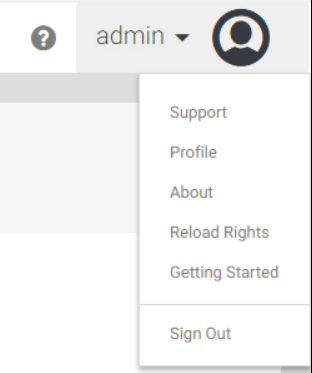 ?
admin
Support
Profile
About
Reload Rights
Getting Started
Sign Out